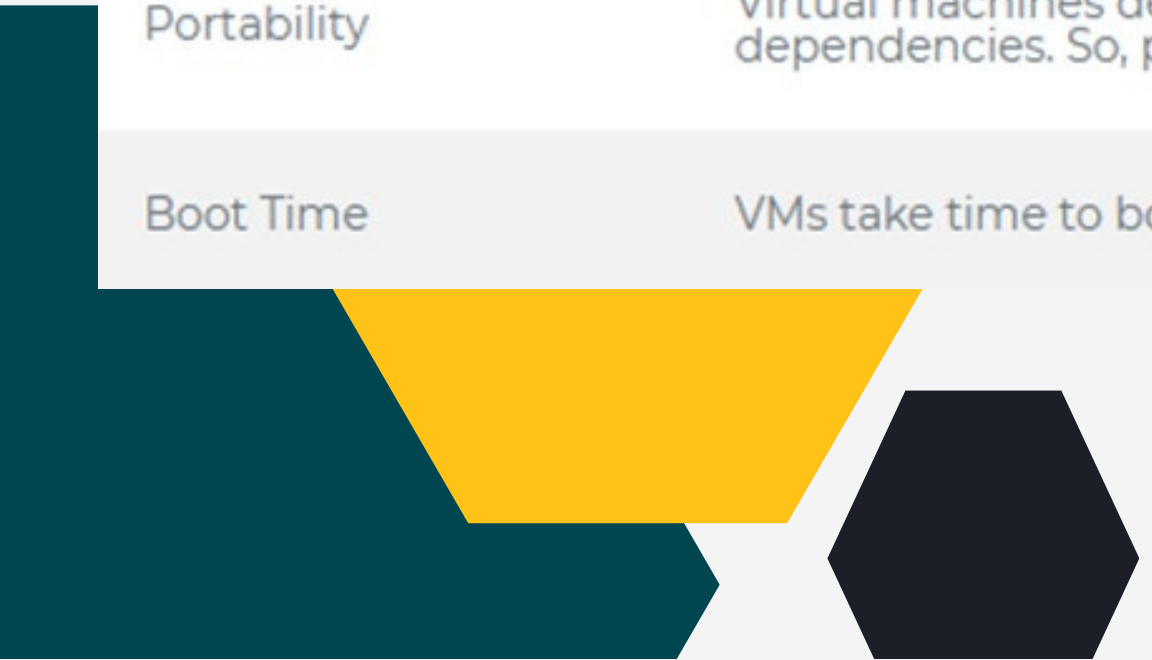 Portability
Virtual machines
dependencies. So,
Boot Time
VMs take time to